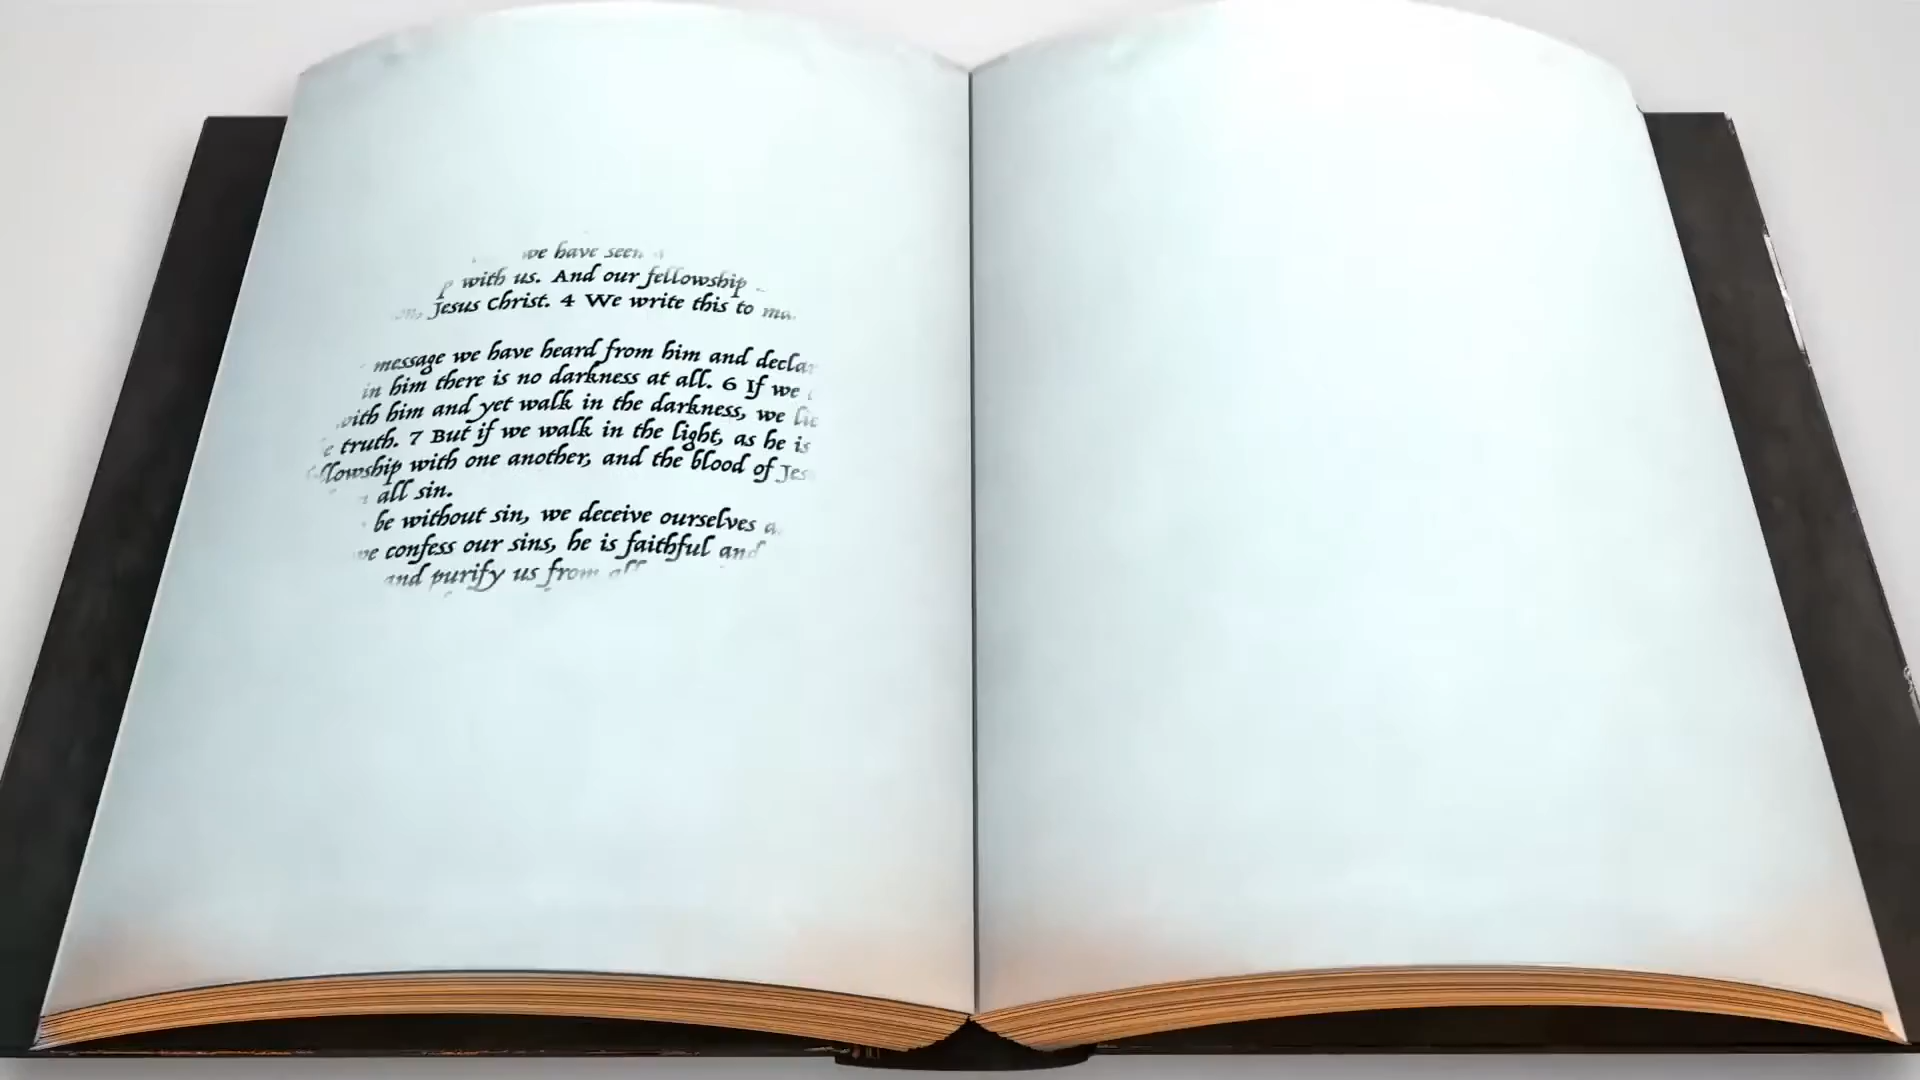 we have seen
with us. And our fellowship
Jesus Christ. 4 We write this to
message we have heard from him and
in him there is no darkness at all. 6 If we
with him and yet walk in the darkness, we
truth. 7 But if we walk in the light, as he is
with one another, and the blood of
all sin.
be without sin, we deceive ourselves
confess our sins, he is faithful and
and purify us from all